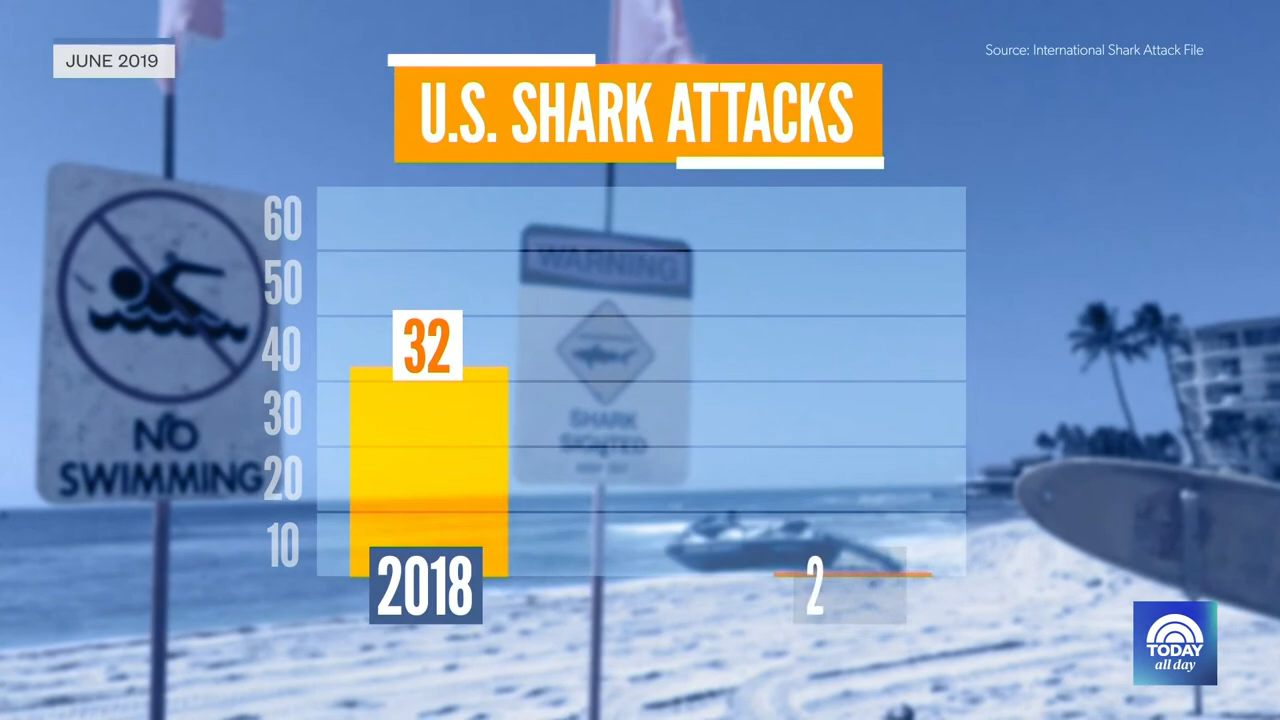 JUNE 2019
Source: International Shark Attack File
U.S. SHARK ATTACKS
60
50
40
30
20
10
32
2018
2
NO
SWIMMING
WARNING
SHARK
SIGHTED
TODAY
all day